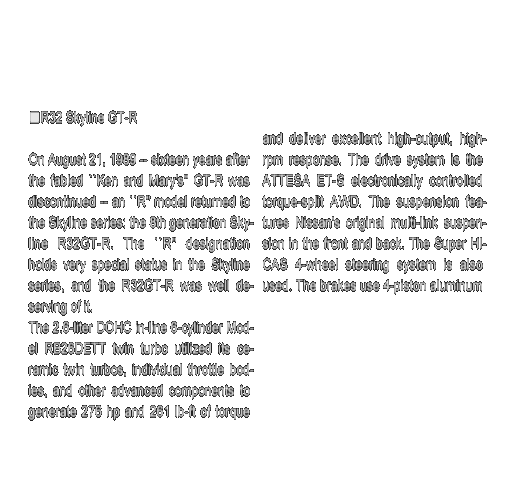 ■R32 Skyline GT-R
On August 21, 1989 – sixteen years after
the fabled ``Ken and Mary's" GT-R was
discontinued – an ``R" model returned to
the Skyline series: the 8th generation Sky-
line R32GT-R. The ``R" designation
holds very special status in the Skyline
series, and the R32GT-R was well de-
serving of it.
The 2.6-liter DOHC in-line 6-cylinder Mod-
el RB26DETT twin turbo utilized its ce-
ramic twin turbos, individual throttle bod-
ies, and other advanced components to
generate 276 hp and 261 lb-ft of torque
and deliver excellent high-output, high-
rpm response. The drive system is the
ATTESA ET-S electronically controlled
torque-split AWD. The suspension fea-
tures Nissan's original multi-link suspen-
sion in the front and back. The Super HI-
CAS 4-wheel steering system is also
used. The brakes use 4-piston aluminum